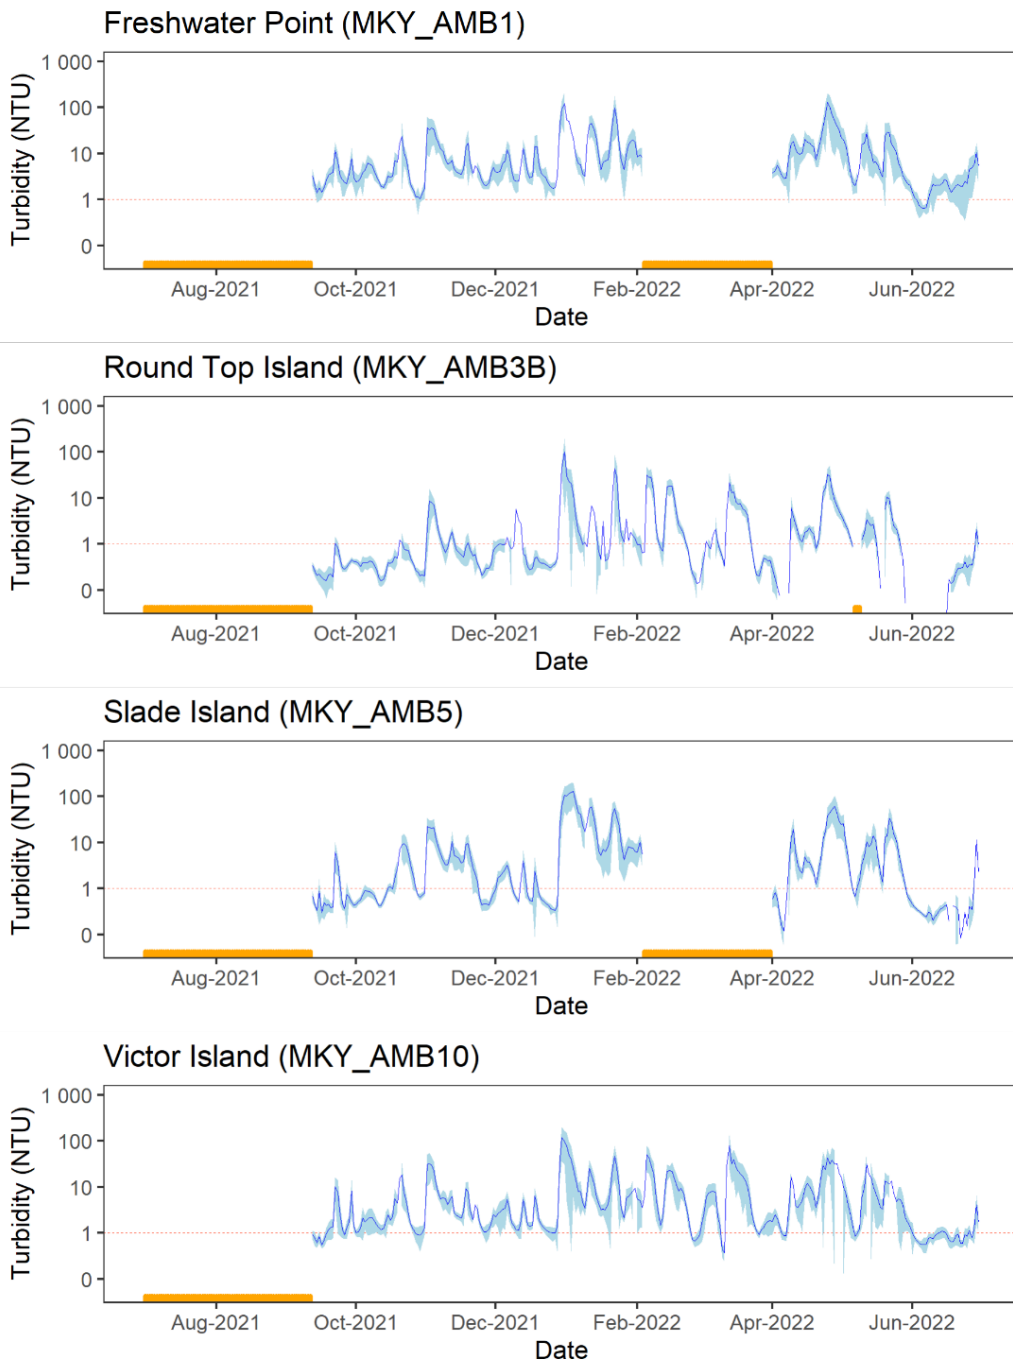 Freshwater Point (MKY_AMB1)
Turbidity (NTU)
1 000
100
10
1
0
Aug-2021 Oct-2021 Dec-2021 Feb-2022 Apr-2022 Jun-2022
Date
Round Top Island (MKY_AMB3B)
Turbidity (NTU)
1 000
100
10
1
0
Aug-2021 Oct-2021 Dec-2021 Feb-2022 Apr-2022 Jun-2022
Date
Slade Island (MKY_AMB5)
Turbidity (NTU)
1 000
100
10
1
0
Aug-2021 Oct-2021 Dec-2021 Feb-2022 Apr-2022 Jun-2022
Date
Victor Island (MKY_AMB10)
Turbidity (NTU)
1 000
100
10
1
0
Aug-2021 Oct-2021 Dec-2021 Feb-2022 Apr-2022 Jun-2022
Date